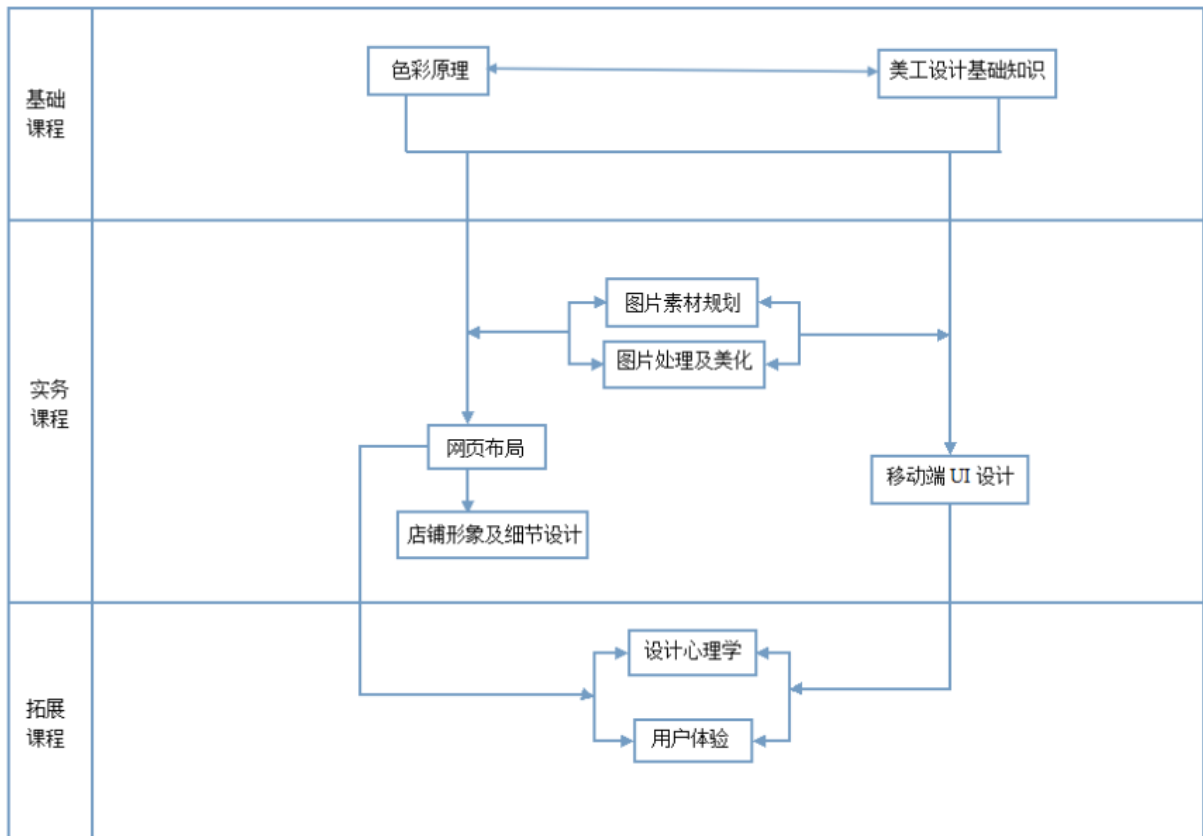 基础
课程
色彩原理
美工设计基础知识
实务
课程
图片素材规划
图片处理及美化
网页布局
移动端 UI 设计
店铺形象及细节设计
拓展
课程
设计心理学
用户体验